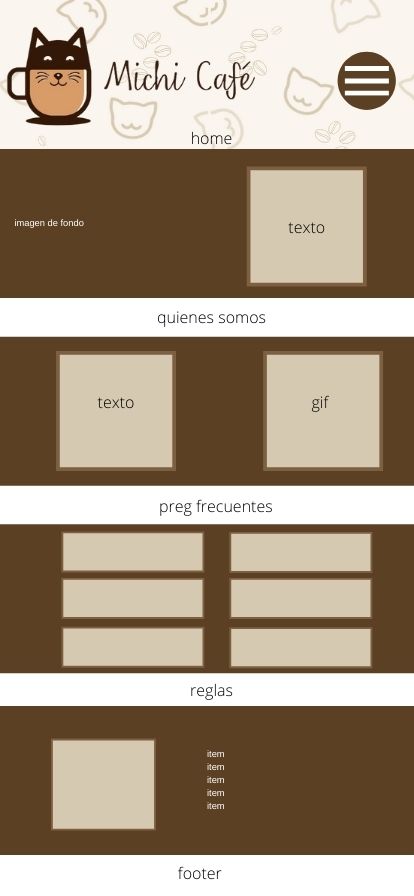 Michi Café
home
imagen de fondo
texto
quienes somos
texto
gif
preg frecuentes
reglas
item
item
item
item
item
footer